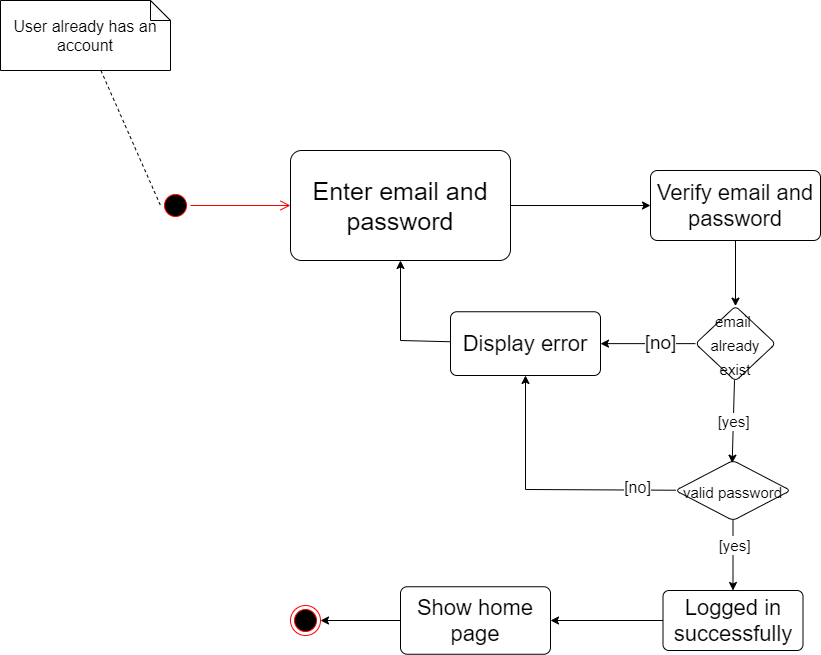 User already has an
account
Enter email and
password
Verify email and
password
email
already
exist
[no]
Display error
[yes]
valid password
[no]
[yes]
Logged in
successfully
Show home
page